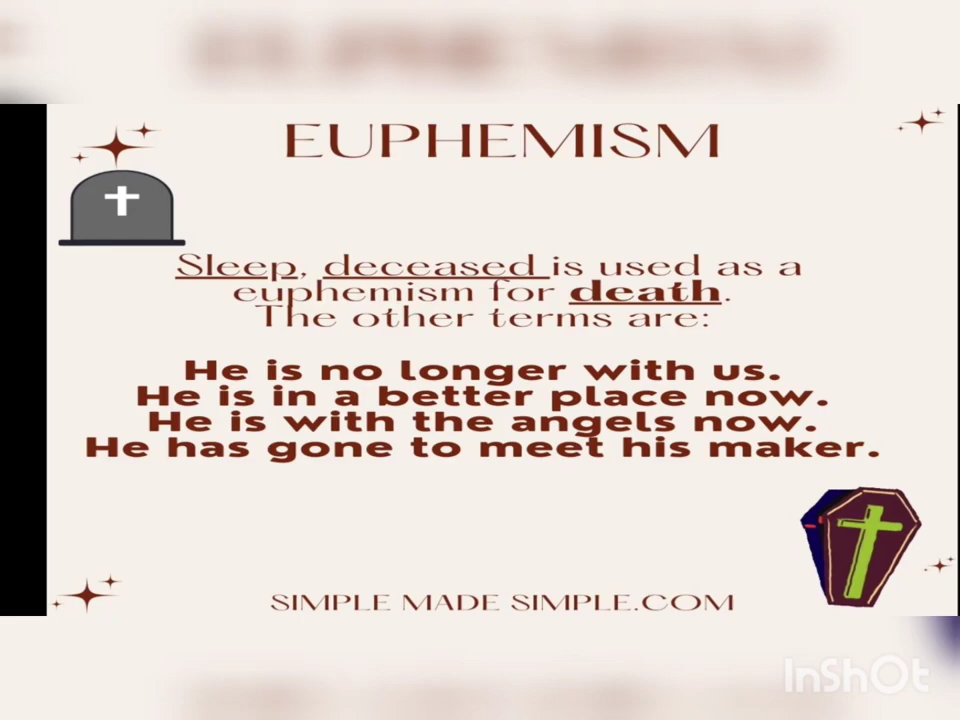 EUPHEMISM
Sleep, deceased is used as a
euphemism for death.
The other terms are:
He is no longer with us.
He is in a better place now.
He is with the angels now.
He has gone to meet his maker.
SIMPLE MADE SIMPLE.COM
InShOt